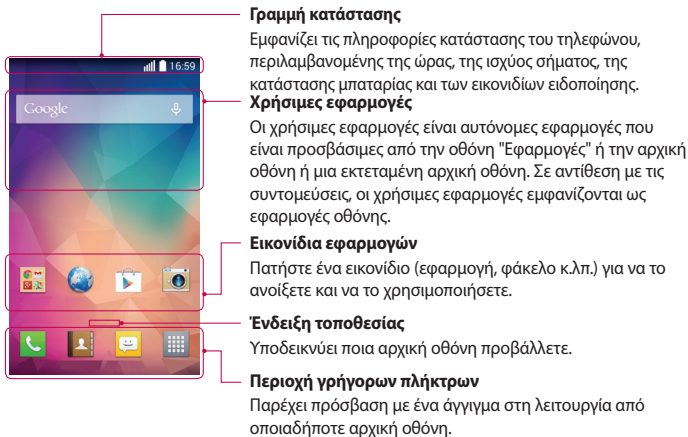 Γραμμή κατάστασης
Εμφανίζει τις πληροφορίες κατάστασης του τηλεφώνου,
περιλαμβανομένης της ώρας, της ισχύος σήματος, της
κατάστασης μπαταρίας και των εικονιδίων ειδοποίησης.
16:59
Google
Χρήσιμες εφαρμογές
Οι χρήσιμες εφαρμογές είναι αυτόνομες εφαρμογές που
είναι προσβάσιμες από την οθόνη "Εφαρμογές" ή την αρχική
οθόνη ή μια εκτεταμένη αρχική οθόνη. Σε αντίθεση με τις
συντομεύσεις, οι χρήσιμες εφαρμογές εμφανίζονται ως
εφαρμογές οθόνης.
Εικονίδια εφαρμογών
Πατήστε ένα εικονίδιο (εφαρμογή, φάκελο κ.λπ.) για να το
ανοίξετε και να το χρησιμοποιήσετε.
Ένδειξη τοποθεσίας
Υποδεικνύει ποια αρχική οθόνη προβάλλετε.
Περιοχή γρήγορων πλήκτρων
Παρέχει πρόσβαση με ένα άγγιγμα στη λειτουργία από
οποιαδήποτε αρχική οθόνη.